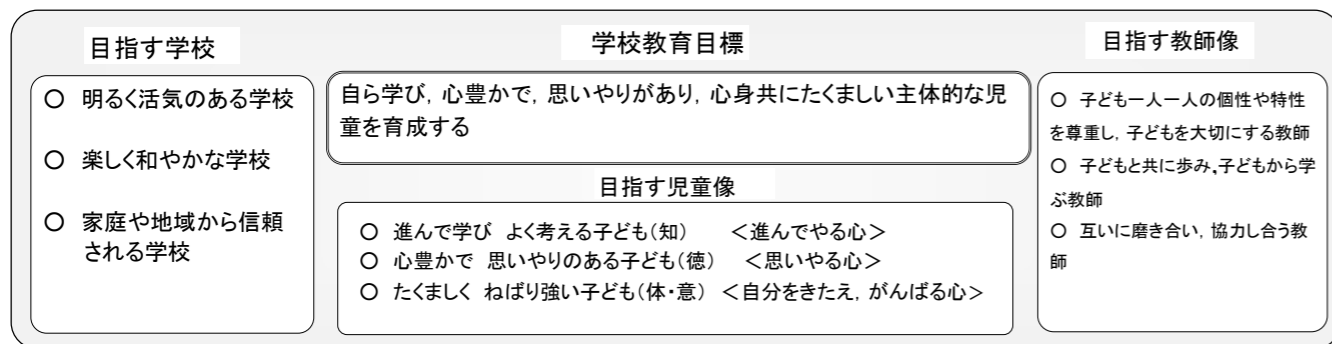 目指す学校
○ 明るく活気のある学校
○ 楽しく和やかな学校
○ 家庭や地域から信頼
される学校
学校教育目標
自ら学び,心豊かで,思いやりがあり,心身共にたくましい主体的な児
童を育成する
目指す児童像
○ 進んで学び よく考える子ども(知) <進んでやる心>
○ 心豊かで 思いやりのある子ども(徳) <思いやる心>
○ たくましく ねばり強い子ども(体・意) <自分をきたえ,がんばる心>
目指す教師像
○ 子ども一人一人の個性や特性
を尊重し,子どもを大切にする教師
○ 子どもと共に歩み,子どもから学
ぶ教師
○ 互いに磨き合い,協力し合う教
師